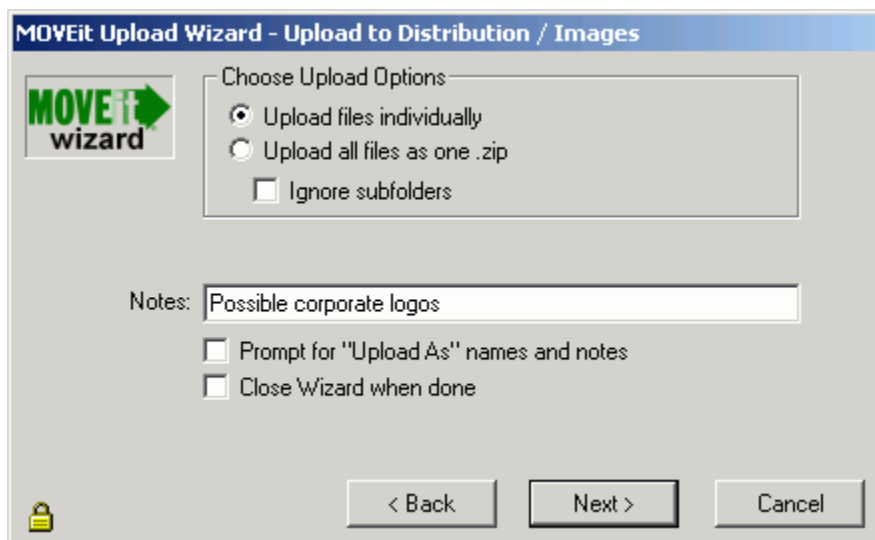 MOVEit Upload Wizard - Upload to Distribution / Images
Choose Upload Options
MOVEit
wizard
Upload files individually
Upload all files as one .zip
Ignore subfolders
Notes: Possible corporate logos
Prompt for "Upload As" names and notes
Close Wizard when done
< Back Next > Cancel